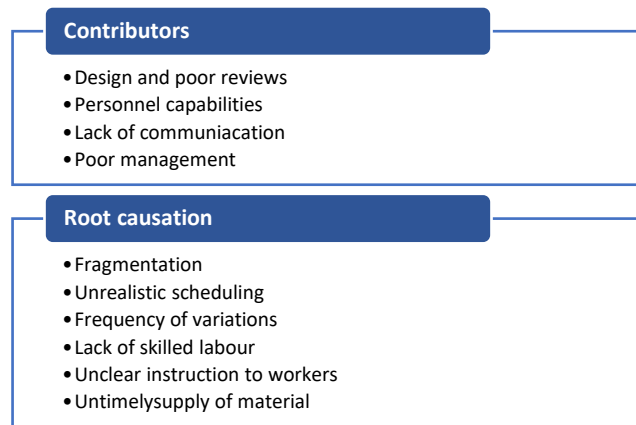 Contributors
•Design and poor reviews
•Personnel capabilities
•Lack of communiacation
•Poor management
Root causation
•Fragmentation
•Unrealistic scheduling
•Frequency of variations
•Lack of skilled labour
•Unclear instruction to workers
•Untimelysupply of material